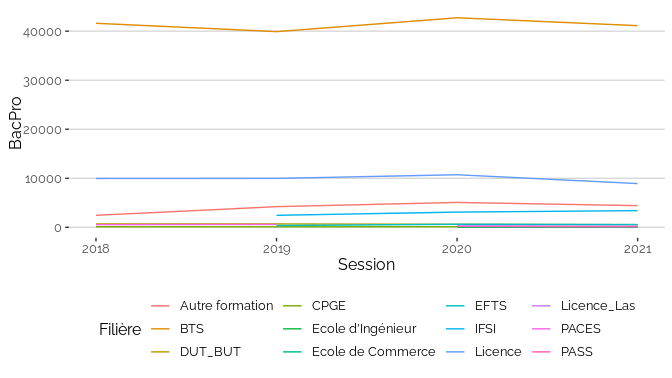 40000
30000
20000
10000
0
BacPro
2018 2019 2020 2021
Session
Filière
Autre formation CPGE EFTS Licence_Las
BTS Ecole d'Ingénieur IFSI PACES
DUT_BUT Ecole de Commerce Licence PASS